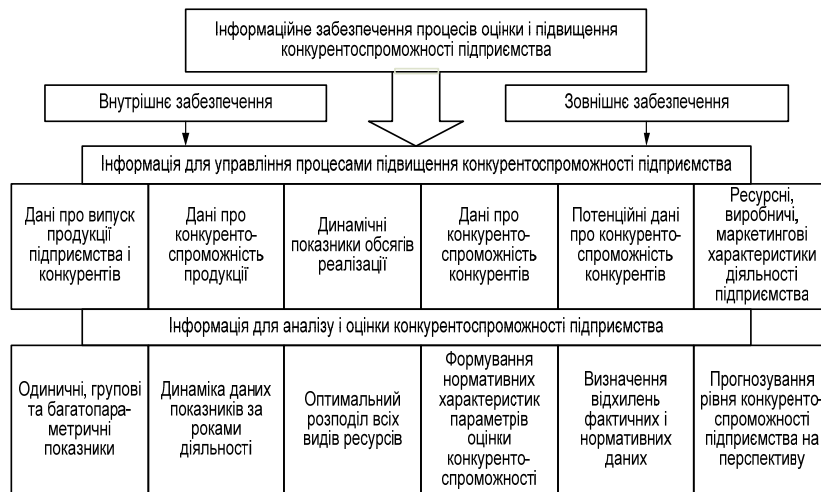 Інформаційне забезпечення процесів оцінки і підвищення
конкурентоспроможності підприємства
Внутрішнє забезпечення
Зовнішнє забезпечення
Інформація для управління процесами підвищення конкурентоспроможності підприємства
Дані про випуск
продукції
підприємства і
конкурентів
Дані про
конкуренто-
спроможність
продукції
Динамічні
показники обсягів
реалізації
Дані про
конкуренто-
спроможність
конкурентів
Потенційні дані
про конкуренто-
спроможність
конкурентів
Ресурсні,
виробничі,
маркетингові
характеристики
діяльності
підприємства
Інформація для аналізу і оцінки конкурентоспроможності підприємства
Одиничні, групові
та багатопара-
метричні
показники
Динаміка даних
показників за
роками
діяльності
Оптимальний
розподіл всіх
видів ресурсів
Формування
нормативних
характеристик
параметрів
оцінки
конкуренто-
спроможності
Визначення
відхилень
фактичних і
нормативних
даних
Прогнозування
рівня конкуренто-
спроможності
підприємства на
перспективу